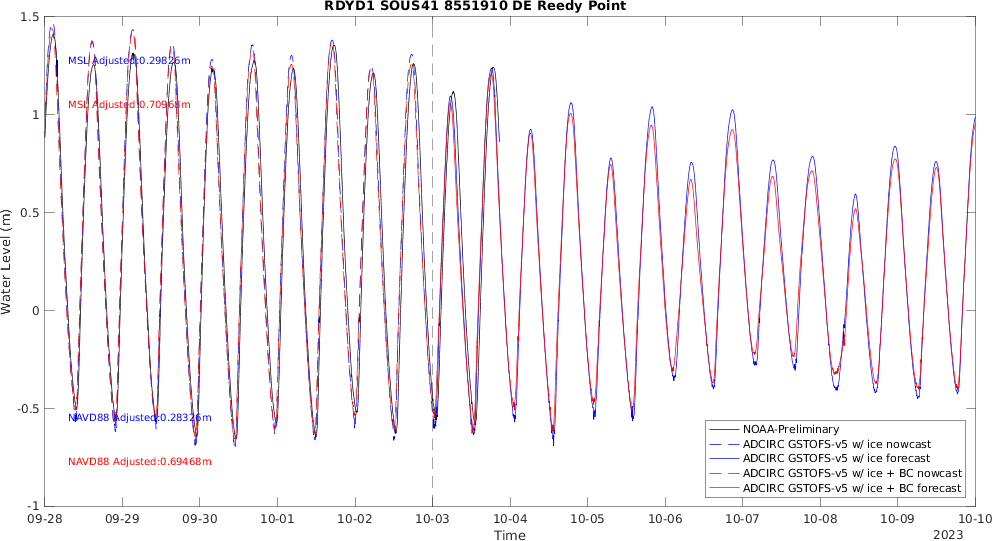 RDYD1 SOUS41 8551910 DE Reedy Point
1.5
1
0.5
0
-0.5
-1
Water Level (m)
MSL Adjusted:0.29826m
MSL Adjusted:0.70968m
NAVD88 Adjusted:0.28326m
NAVD88 Adjusted:0.69468m
NOAA-Preliminary
ADCIRC GSTOFS-v5 w/ ice nowcast
ADCIRC GSTOFS-v5 w/ ice forecast
ADCIRC GSTOFS-v5 w/ ice + BC nowcast
ADCIRC GSTOFS-v5 w/ ice + BC forecast
09-28 09-29 09-30 10-01 10-02 10-03 10-04 10-05 10-06 10-07 10-08 10-09 10-10
Time
2023